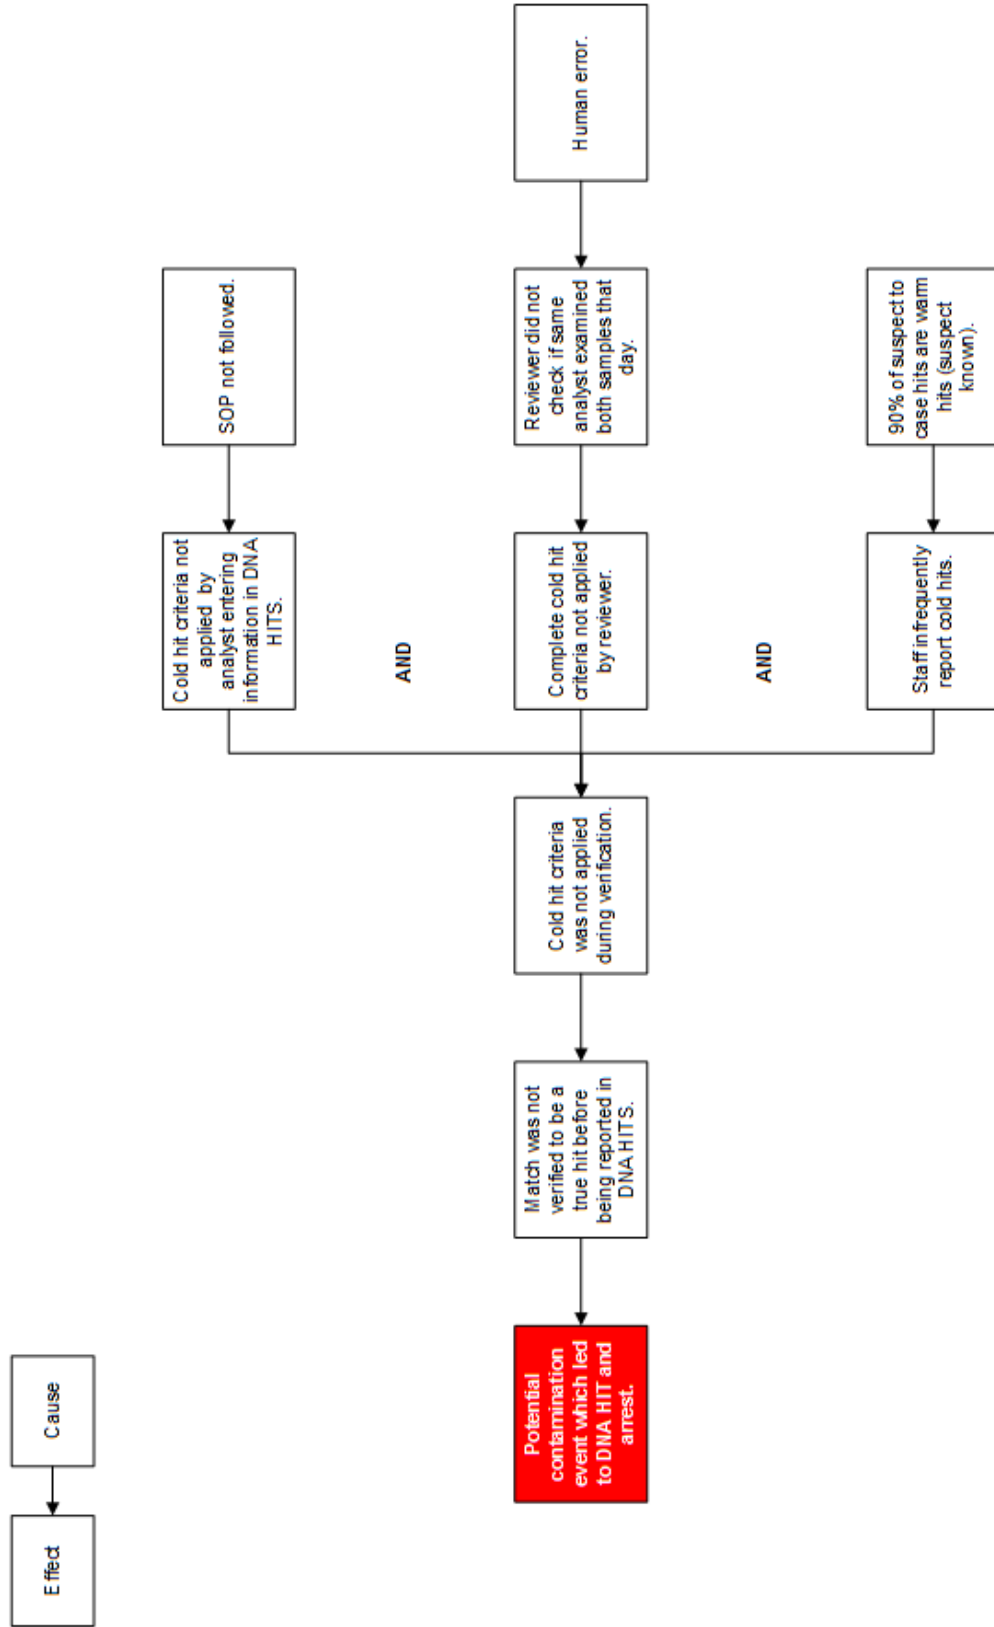 Effect
Cause
Potential
contamination
event which led
to DNA HIT and
arrest.
Match was not
verified to be a
true hit before
being reported in
DNA HITS.
Cold hit criteria
was not applied
during verification.
Cold hit criteria not
applied by
analyst entering
information in DNA
HITS.
SOP not followed.
AND
Complete cold hit
criteria not applied
by reviewer.
Reviewer did not
check if same
analyst examined
both samples that
day.
Human error.
AND
Staff infrequently
report cold hits.
90% of suspect to
case hits are warm
hits (suspect
known).